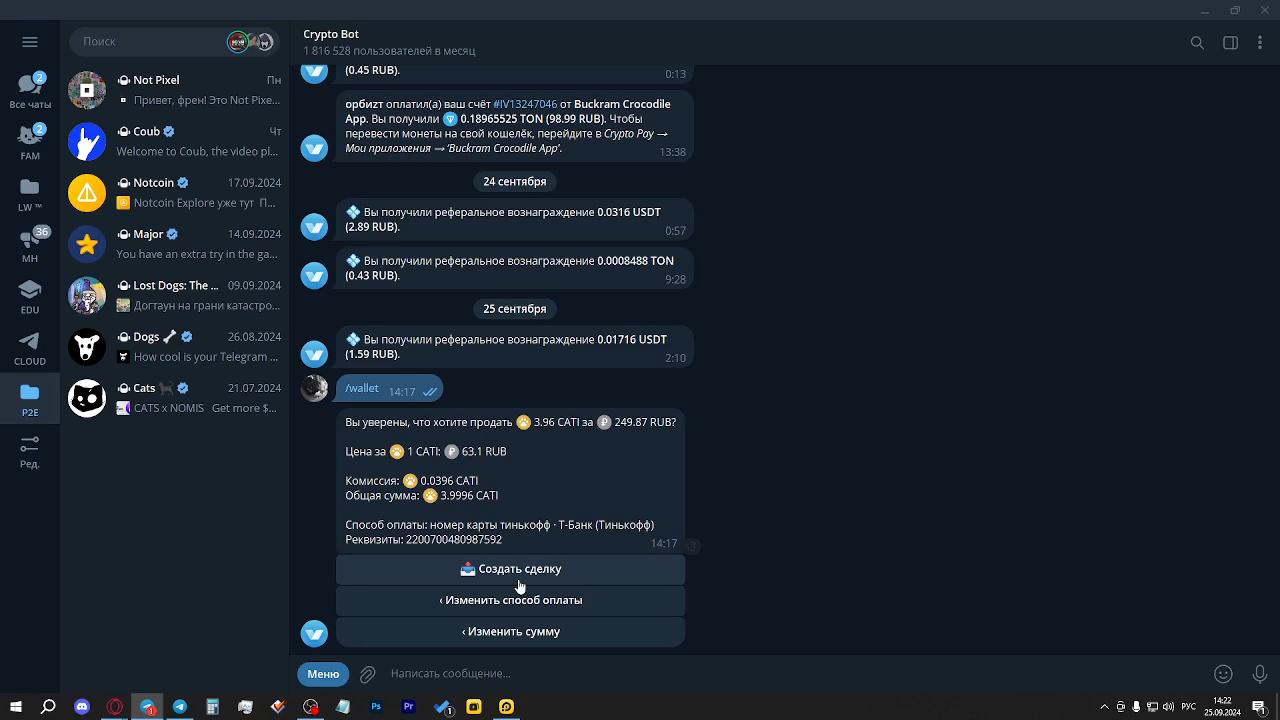 Поиск
2
Все чаты
2
FAM
LW ™
36
МН
EDU
CLOUD
P2E
Ред.
Not Pixel
Пн
Привет, френ! Это Not Pixe...
Coub
Чт
Welcome to Coub, the video pl...
Notcoin
17.09.2024
Notcoin Explore уже тут П...
Major
14.09.2024
You have an extra try in the ga...
Lost Dogs: The ...
09.09.2024
Догтаун на грани катастро...
Dogs
26.08.2024
How cool is your Telegram ...
Cats
21.07.2024
CATS x NOMIS Get more $...
Crypto Bot
1 816 528 пользователей в месяц
(0.45 RUB).
0:13
орбизт оплатил(а) ваш счёт #IV13247046 от Buckram Crocodile
App. Вы получили 0.18965525 TON (98.99 RUB). Чтобы
перевести монеты на свой кошелёк, перейдите в Crypto Pay →
Мои приложения → 'Buckram Crocodile App'.
13:38
24 сентября
Вы получили реферальное вознаграждение 0.0316 USDT
(2.89 RUB).
0:57
Вы получили реферальное вознаграждение 0.0008488 TON
(0.43 RUB).
9:28
25 сентября
Вы получили реферальное вознаграждение 0.01716 USDT
(1.59 RUB).
2:10
/wallet 14:17
Вы уверены, что хотите продать 3.96 CATI за 249.87 RUB?
Цена за 1 CATI: 63.1 RUB
Комиссия: 0.0396 CATI
Общая сумма: 3.9996 CATI
Способ оплаты: номер карты тинькофф · Т-Банк (Тинькофф)
Реквизиты: 2200700480987592
14:17
Создать сделку
‹ Изменить способ оплаты
‹ Изменить сумму
Меню
Написать сообщение...
Ps
Pr
1
1
РУС
14:22
25.09.2024